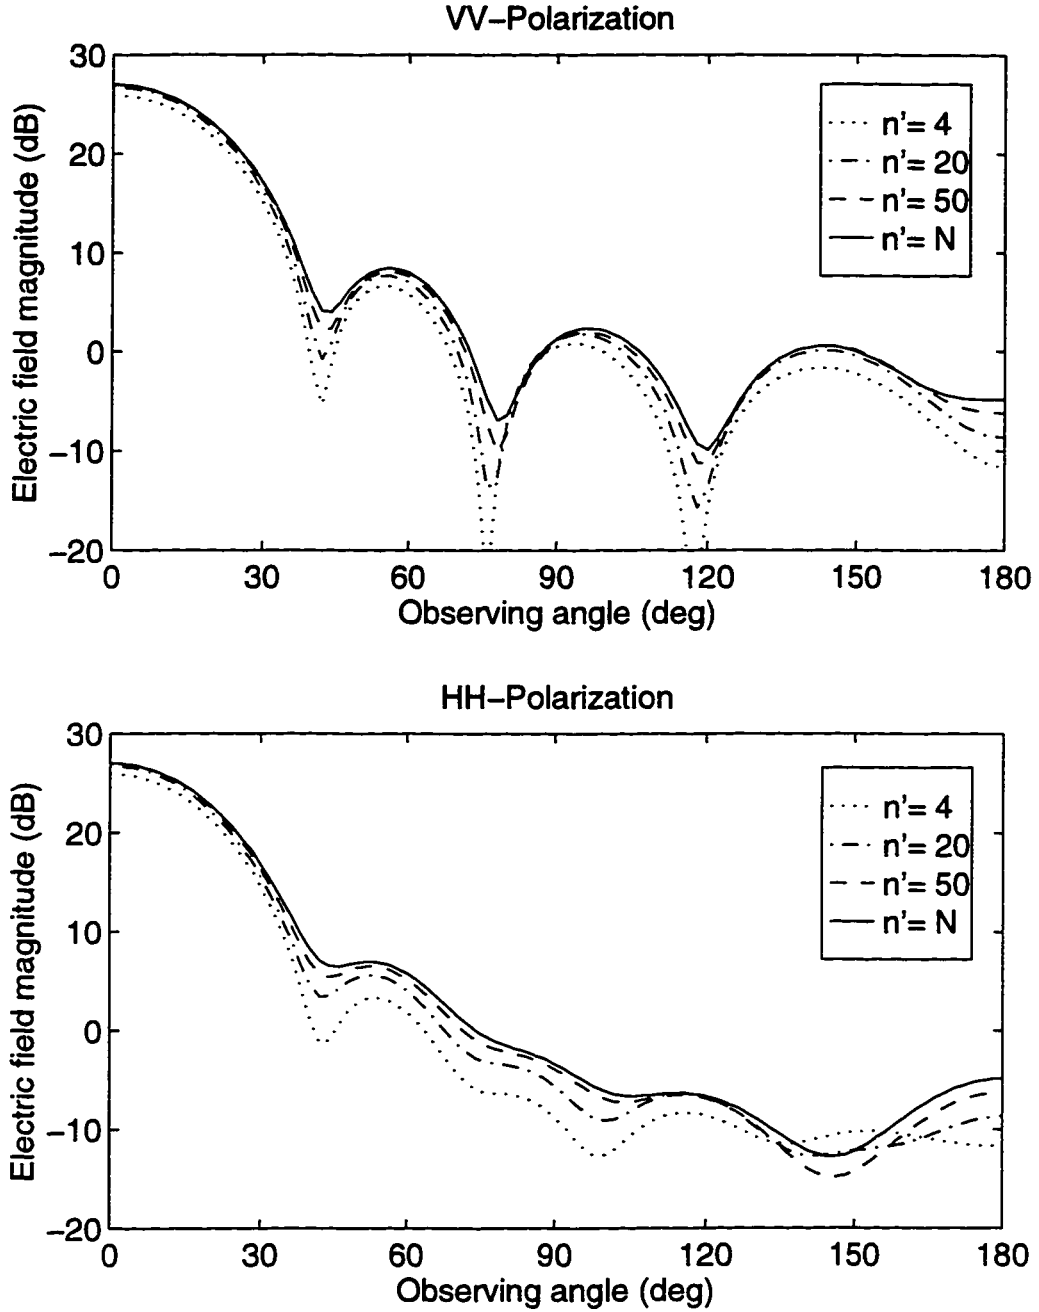 VV–Polarization
Electric field magnitude (dB)
30
20
10
0
−10
−20
n'= 4
n'= 20
n'= 50
n'= N
0 30 60 90 120 150 180
Observing angle (deg)
HH–Polarization
Electric field magnitude (dB)
30
20
10
0
−10
−20
n'= 4
n'= 20
n'= 50
n'= N
0 30 60 90 120 150 180
Observing angle (deg)